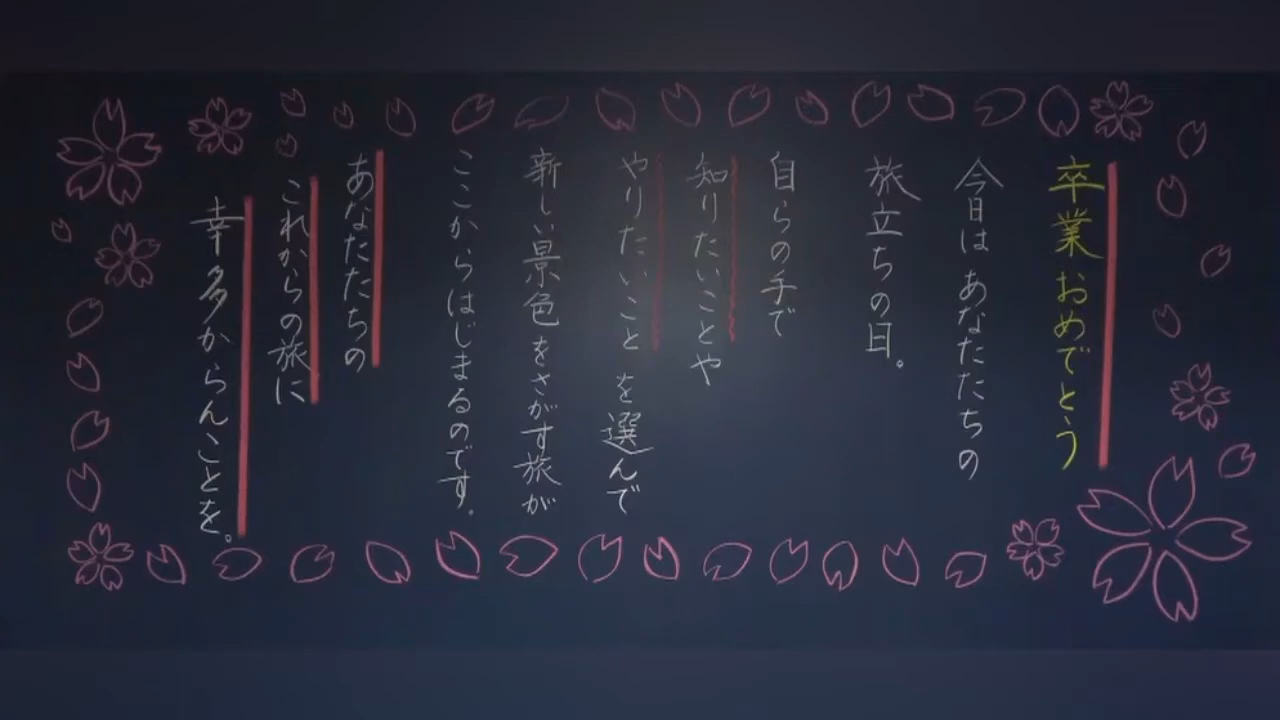 卒業おめでとう
今日は あなたたちの
旅立ちの日。
自らの手で
知りたいことや
やりたいこと を選んで
新しい景色をさがす旅が
ここからはじまるのです。
あなたたちの
これからの旅に
幸多からんことを。